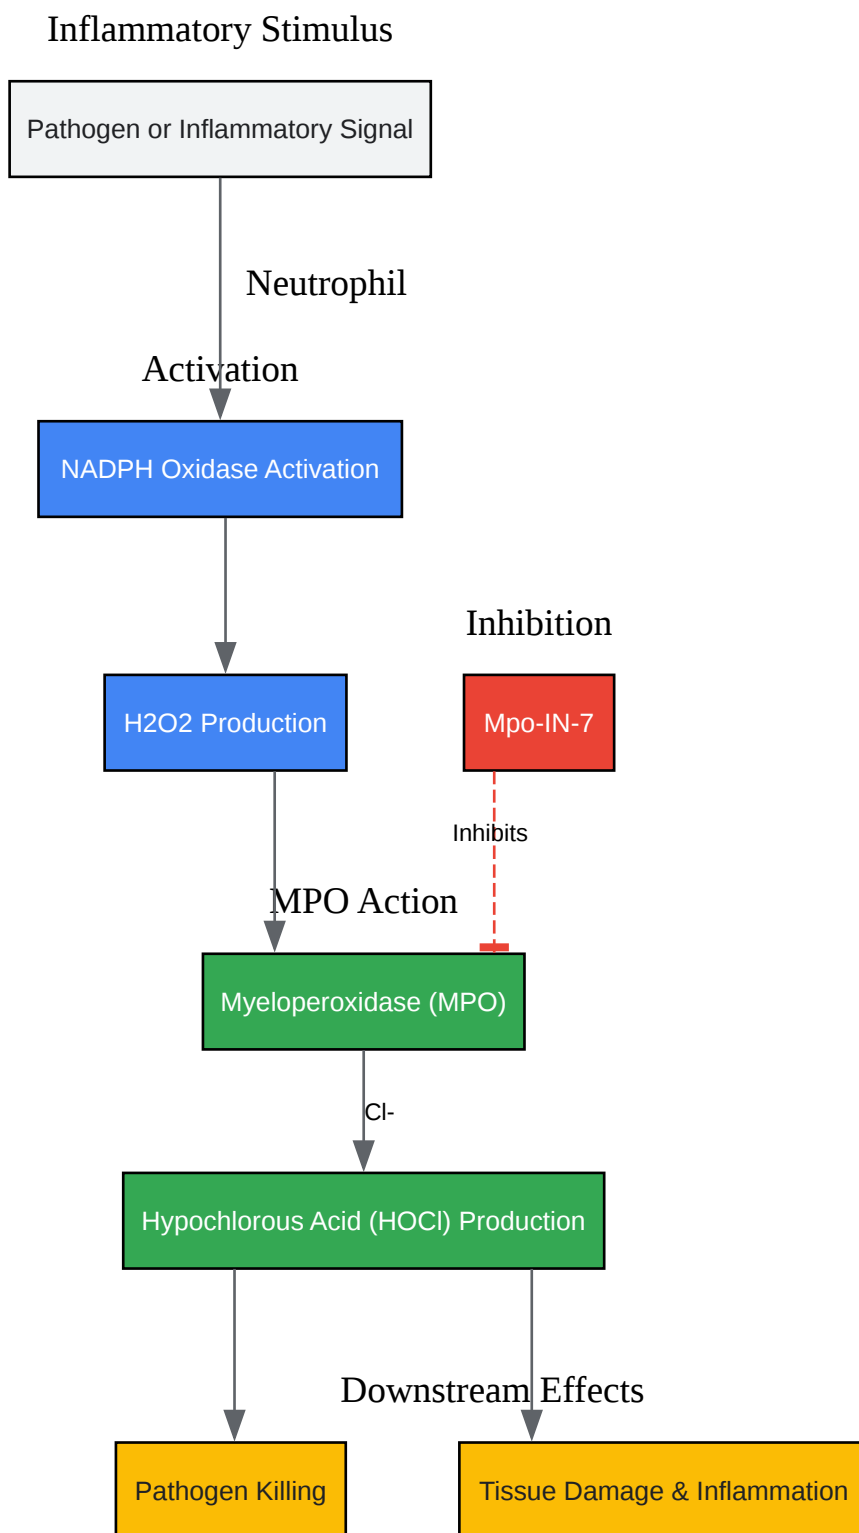 Inflammatory Stimulus
Pathogen or Inflammatory Signal
Neutrophil
Activation
NADPH Oxidase Activation
Inhibition
H2O2 Production
Mpo-IN-7
Inhibits
MPO Action
Myeloperoxidase (MPO)
Cl-
Hypochlorous Acid (HOCl) Production
Downstream Effects
Pathogen Killing
Tissue Damage & Inflammation